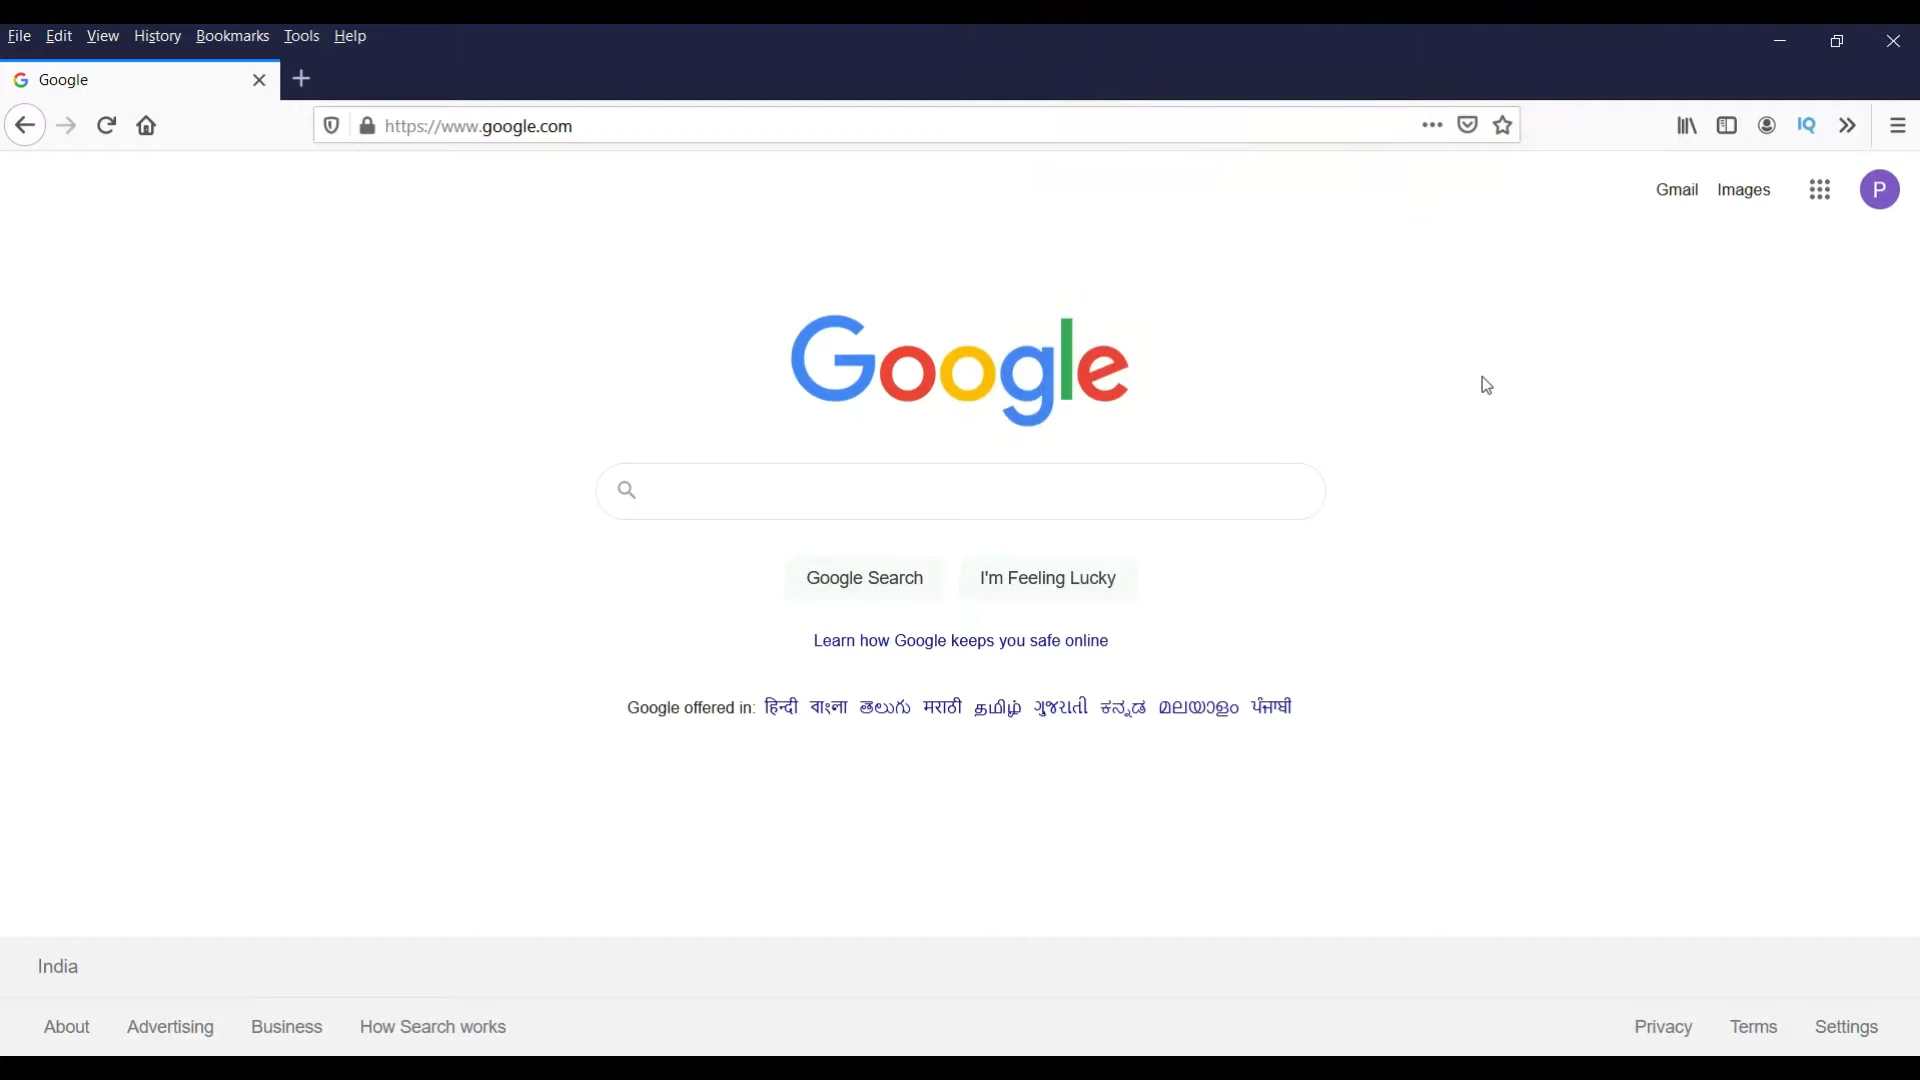 File Edit View History Bookmarks Tools Help
Google
https://www.google.com
IQ
Gmail Images P
Google
Google Search I'm Feeling Lucky
Learn how Google keeps you safe online
Google offered in: हिन्दी বাংলা తెలుగు मराठी தமிழ் ગુજરાતી ಕನ್ನಡ മലയാളം ਪੰਜਾਬੀ
India
About Advertising Business How Search works Privacy Terms Settings